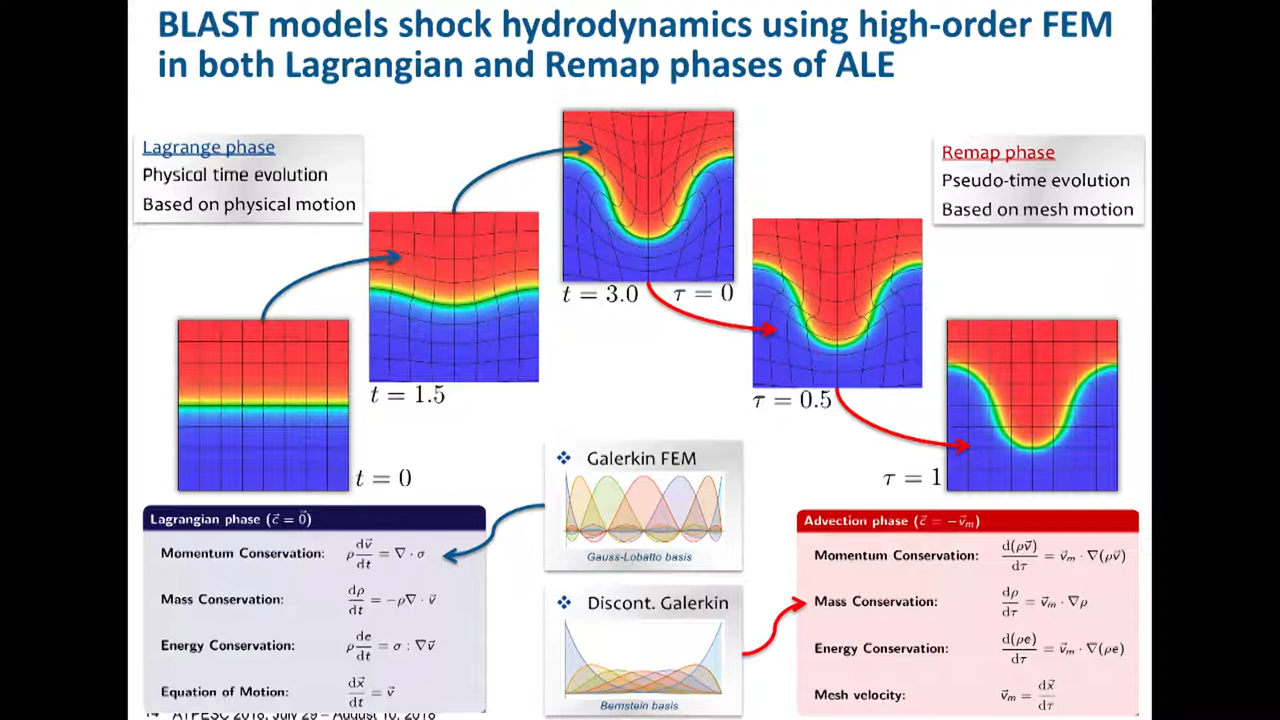 BLAST models shock hydrodynamics using high-order FEM
in both Lagrangian and Remap phases of ALE
Lagrange phase
Physical time evolution
Based on physical motion
Remap phase
Pseudo-time evolution
Based on mesh motion
t = 0
t = 1.5
t = 3.0 τ = 0
τ = 0.5
τ = 1
❖ Galerkin FEM
Gauss-Lobatto basis
❖ Discont. Galerkin
Bernstein basis
Lagrangian phase (c⃗ = 0⃗)
Momentum Conservation: ρ dv⃗/dt = ∇ · σ
Mass Conservation: dρ/dt = −ρ∇ · v⃗
Energy Conservation: ρ de/dt = σ : ∇v⃗
Equation of Motion: dx⃗/dt = v⃗
Advection phase (c⃗ = −v⃗ₘ)
Momentum Conservation: d(ρv⃗)/dτ = v⃗ₘ · ∇(ρv⃗)
Mass Conservation: dρ/dτ = v⃗ₘ · ∇ρ
Energy Conservation: d(ρe)/dτ = v⃗ₘ · ∇(ρe)
Mesh velocity: v⃗ₘ = dx⃗/dτ
14 ATPESC 2018, July 29 – August 10, 2018